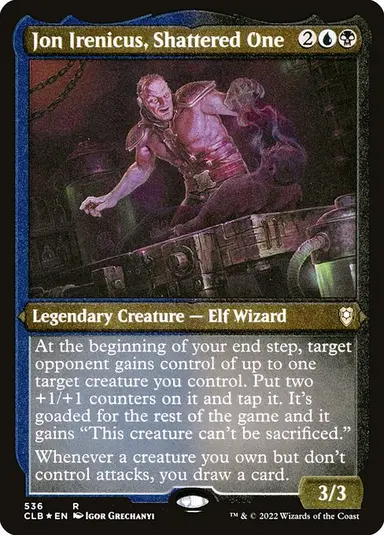 Jon Irenicus, Shattered One 2
Legendary Creature — Elf Wizard
At the beginning of your end step, target
opponent gains control of up to one
target creature you control. Put two
+1/+1 counters on it and tap it. It's
goaded for the rest of the game and it
gains "This creature can't be sacrificed."
Whenever a creature you own but don't
control attacks, you draw a card.
3/3
536 R
CLB★EN Igor Grechanyi ™ & © 2022 Wizards of the Coast